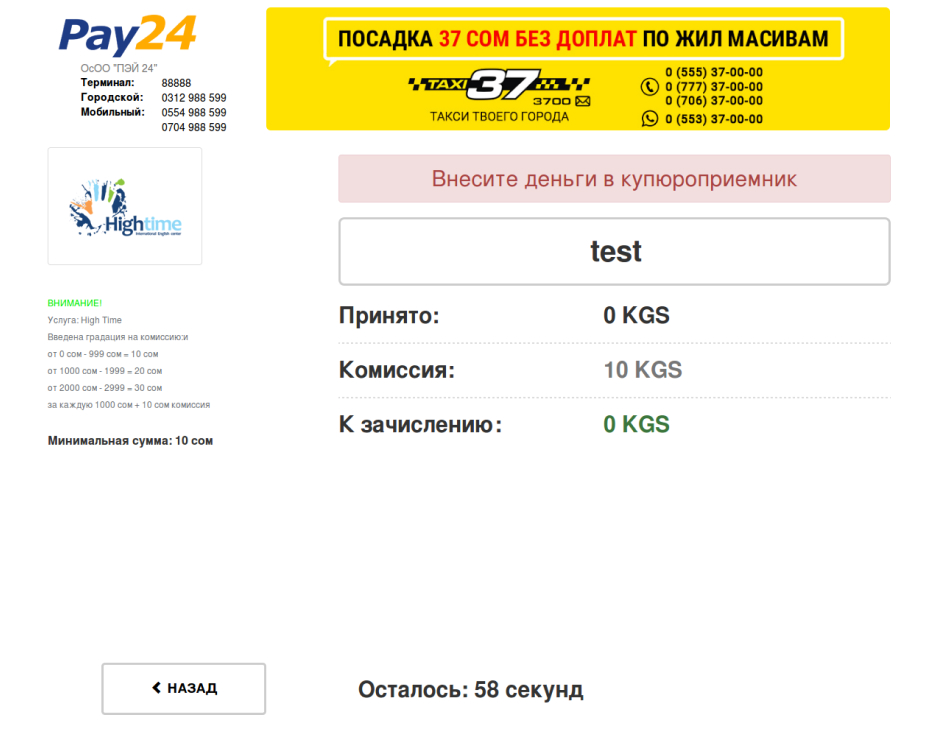 Pay24
ОсОО "ПЭЙ 24"
Терминал: 88888
Городской: 0312 988 599
Мобильный: 0554 988 599
0704 988 599
ПОСАДКА 37 СОМ БЕЗ ДОПЛАТ ПО ЖИЛ МАСИВАМ
TAXI 37
3700
ТАКСИ ТВОЕГО ГОРОДА
0 (555) 37-00-00
0 (777) 37-00-00
0 (706) 37-00-00
0 (553) 37-00-00
Hightime
International English center
Внесите деньги в купюроприемник
test
Принято: 0 KGS
Комиссия: 10 KGS
К зачислению: 0 KGS
ВНИМАНИЕ!
Услуга: High Time
Введена градация на комиссию:и
от 0 сом - 999 сом = 10 сом
от 1000 сом - 1999 = 20 сом
от 2000 сом - 2999 = 30 сом
за каждую 1000 сом + 10 сом комиссия
Минимальная сумма: 10 сом
НАЗАД
Осталось: 58 секунд